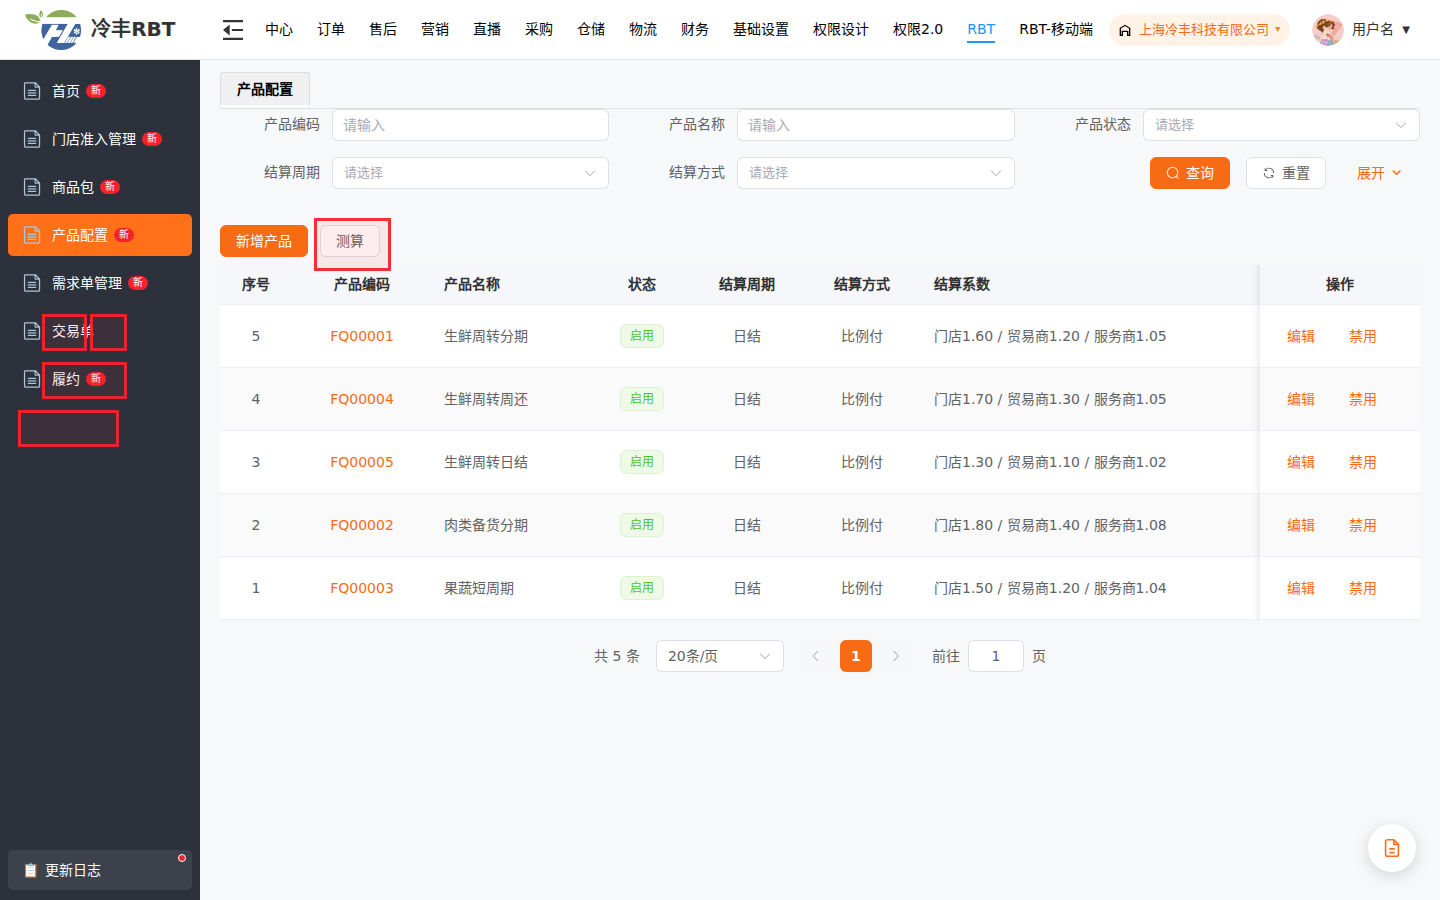 冷丰RBT
中心 订单 售后 营销 直播 采购 仓储 物流 财务 基础设置 权限设计 权限2.0 RBT RBT-移动端 上海冷丰科技有限公司 用户名
首页 新
门店准入管理 新
商品包 新
产品配置 新
需求单管理 新
交易单
履约 新
更新日志
产品配置
产品编码 请输入 产品名称 请输入 产品状态 请选择
结算周期 请选择 结算方式 请选择 查询 重置 展开
新增产品 测算
序号 产品编码 产品名称 状态 结算周期 结算方式 结算系数 操作
5 FQ00001 生鲜周转分期 启用 日结 比例付 门店1.60 / 贸易商1.20 / 服务商1.05 编辑 禁用
4 FQ00004 生鲜周转周还 启用 日结 比例付 门店1.70 / 贸易商1.30 / 服务商1.05 编辑 禁用
3 FQ00005 生鲜周转日结 启用 日结 比例付 门店1.30 / 贸易商1.10 / 服务商1.02 编辑 禁用
2 FQ00002 肉类备货分期 启用 日结 比例付 门店1.80 / 贸易商1.40 / 服务商1.08 编辑 禁用
1 FQ00003 果蔬短周期 启用 日结 比例付 门店1.50 / 贸易商1.20 / 服务商1.04 编辑 禁用
共 5 条 20条/页 1 前往 1 页